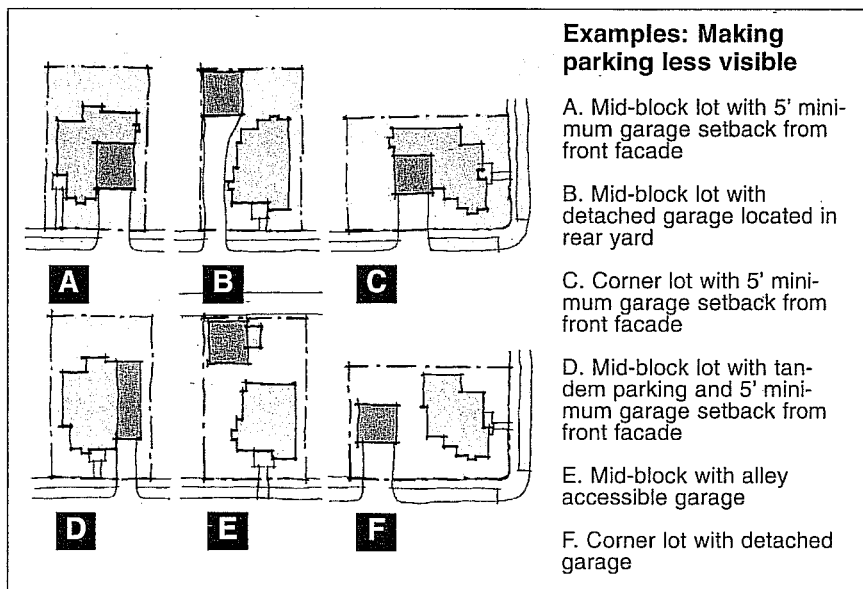 Examples: Making
parking less visible
A. Mid-block lot with 5' mini-
mum garage setback from
front facade
B. Mid-block lot with
detached garage located in
rear yard
C. Corner lot with 5' mini-
mum garage setback from
front facade
D. Mid-block lot with tan-
dem parking and 5' mini-
mum garage setback from
front facade
E. Mid-block with alley
accessible garage
F. Corner lot with detached
garage
A
B
C
D
E
F